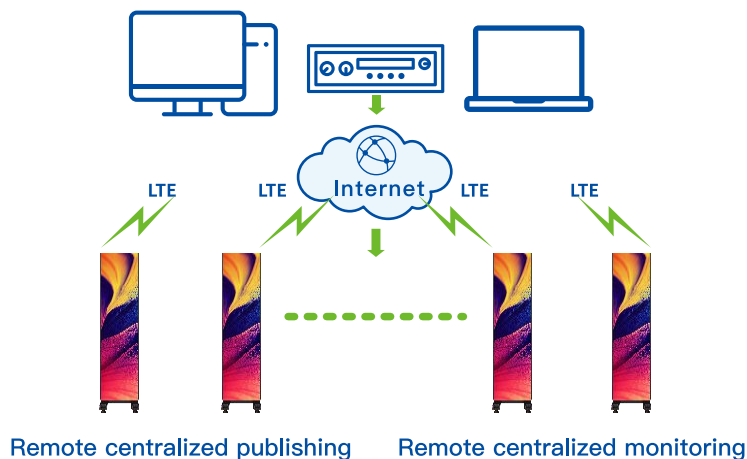 Internet
LTE LTE LTE LTE
Remote centralized publishing Remote centralized monitoring